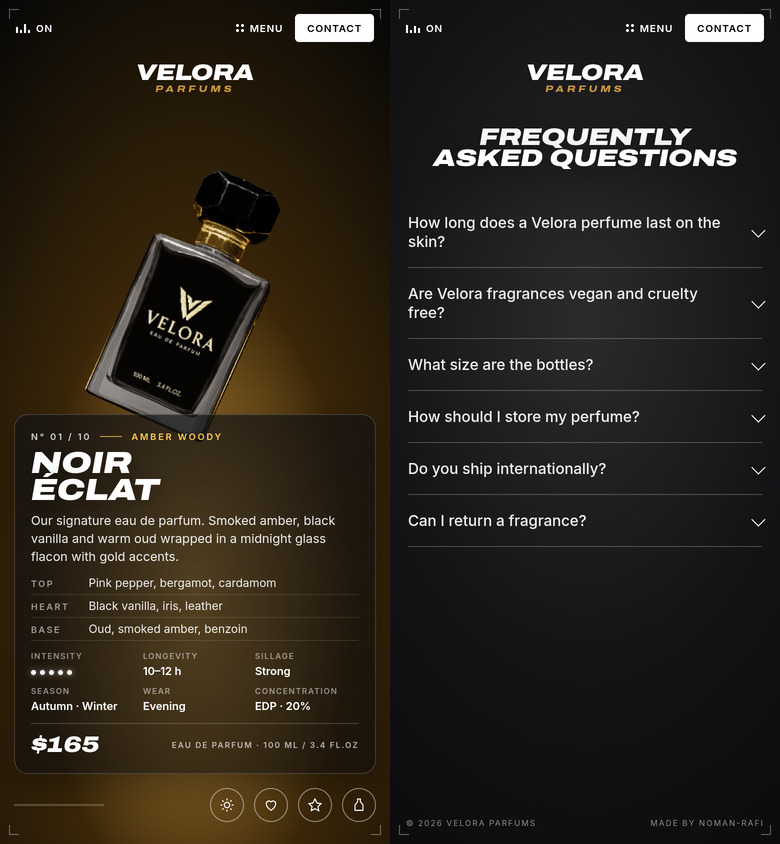 ON
MENU
CONTACT
VELORA
PARFUMS
VELORA
EAU DE PARFUM
100 ML 3.4 FL.OZ.
N° 01 / 10 AMBER WOODY
NOIR
ÉCLAT
Our signature eau de parfum. Smoked amber, black
vanilla and warm oud wrapped in a midnight glass
flacon with gold accents.
TOP Pink pepper, bergamot, cardamom
HEART Black vanilla, iris, leather
BASE Oud, smoked amber, benzoin
INTENSITY LONGEVITY SILLAGE
10–12 h Strong
SEASON WEAR CONCENTRATION
Autumn · Winter Evening EDP · 20%
$165 EAU DE PARFUM · 100 ML / 3.4 FL.OZ
ON
MENU
CONTACT
VELORA
PARFUMS
FREQUENTLY
ASKED QUESTIONS
How long does a Velora perfume last on the
skin?
Are Velora fragrances vegan and cruelty
free?
What size are the bottles?
How should I store my perfume?
Do you ship internationally?
Can I return a fragrance?
© 2026 VELORA PARFUMS MADE BY NOMAN-RAFI